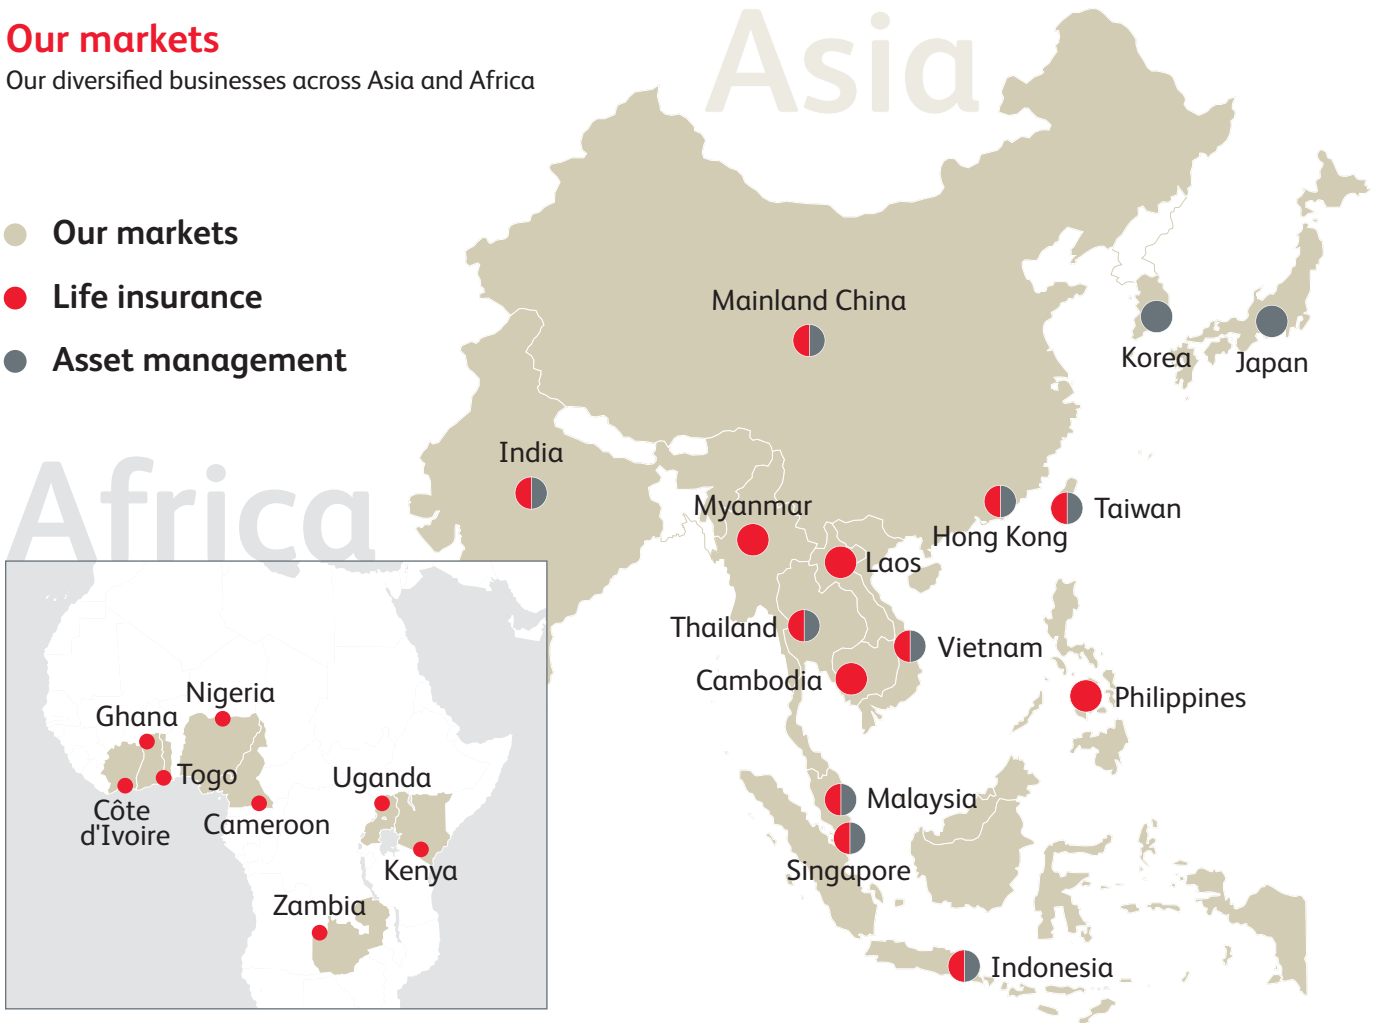 Our markets
Our diversified businesses across Asia and Africa
Asia
Our markets
Life insurance
Asset management
Mainland China
Korea
Japan
India
Myanmar
Hong Kong
Taiwan
Laos
Thailand
Vietnam
Cambodia
Philippines
Malaysia
Singapore
Indonesia
Africa
Nigeria
Ghana
Togo
Côte
d'Ivoire
Cameroon
Uganda
Kenya
Zambia